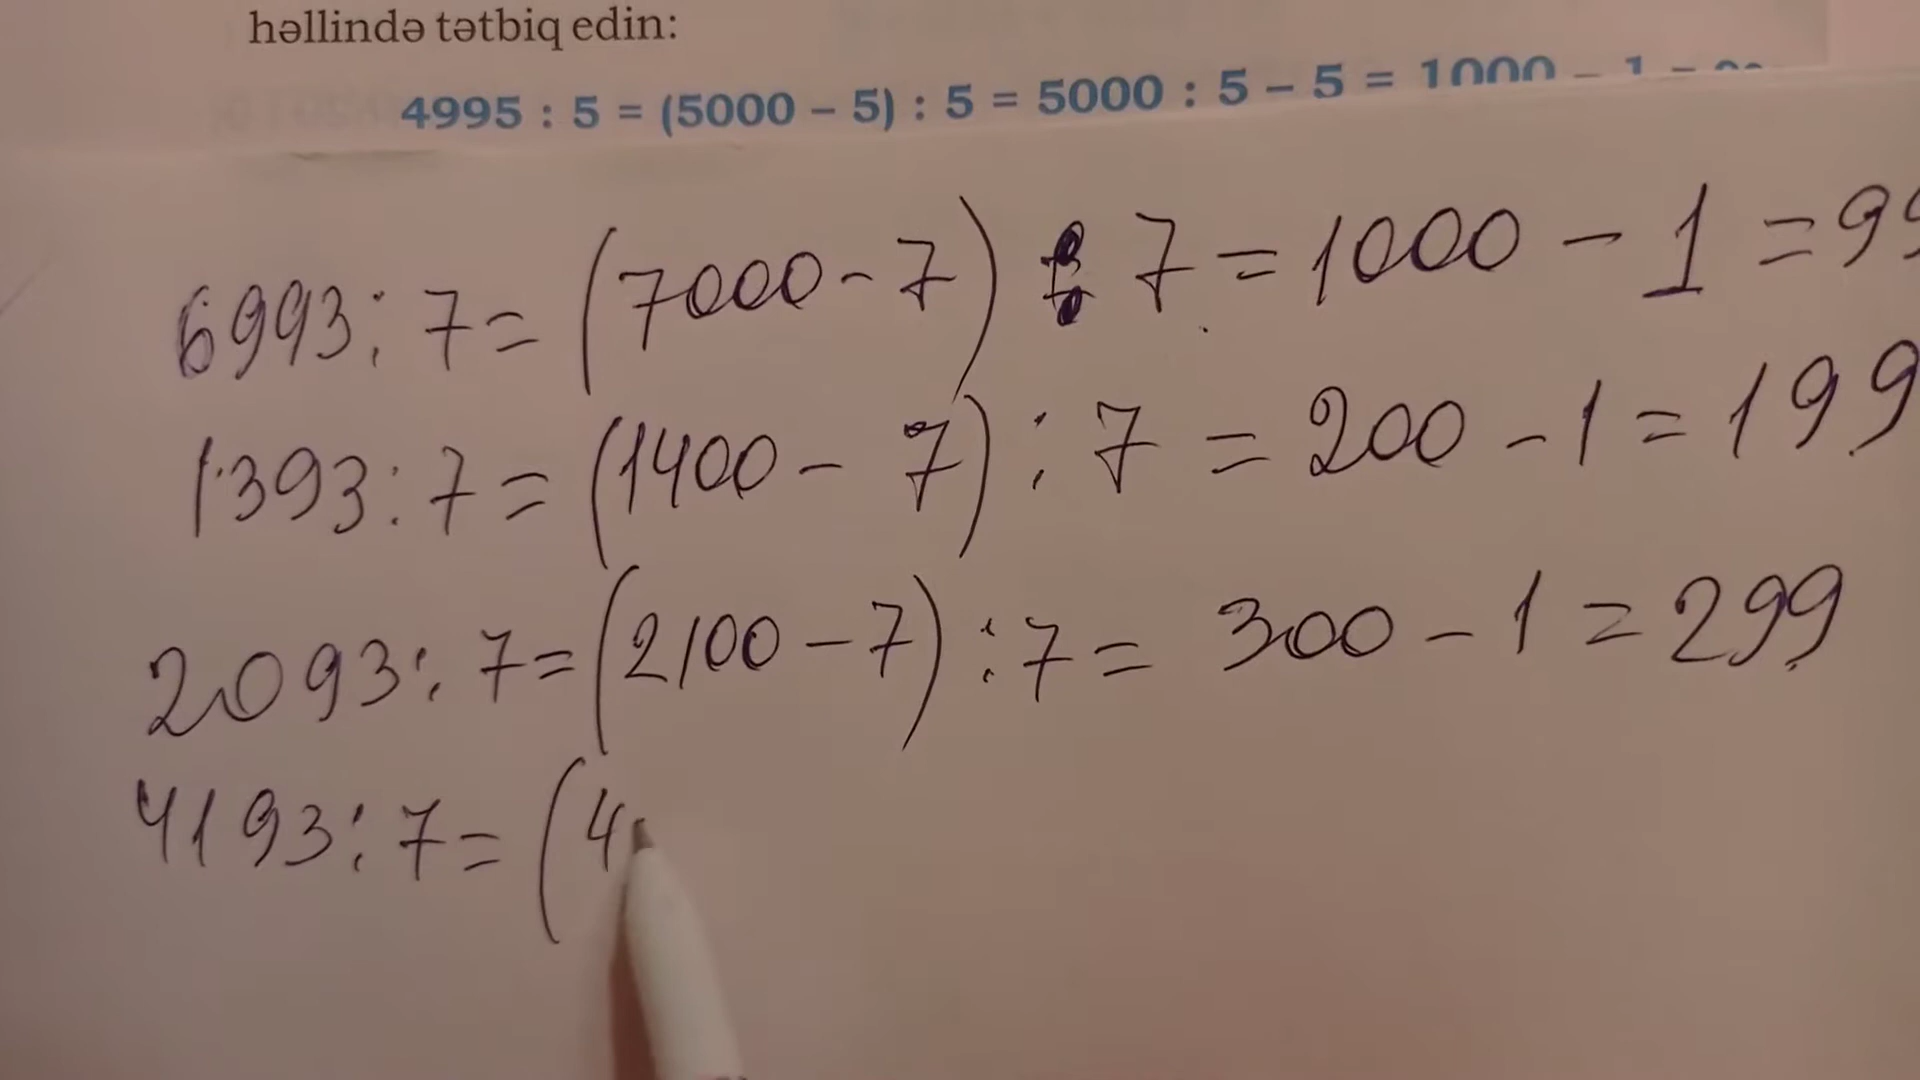 həllində tətbiq edin:
4995 : 5 = (5000 – 5) : 5 = 5000 : 5 – 5 = 1000 – 1 =
6993 : 7 = (7000 - 7) : 7 = 1000 - 1 = 99
1393 : 7 = (1400 - 7) : 7 = 200 - 1 = 199
2093 : 7 = (2100 - 7) : 7 = 300 - 1 = 299
4193 : 7 = (4